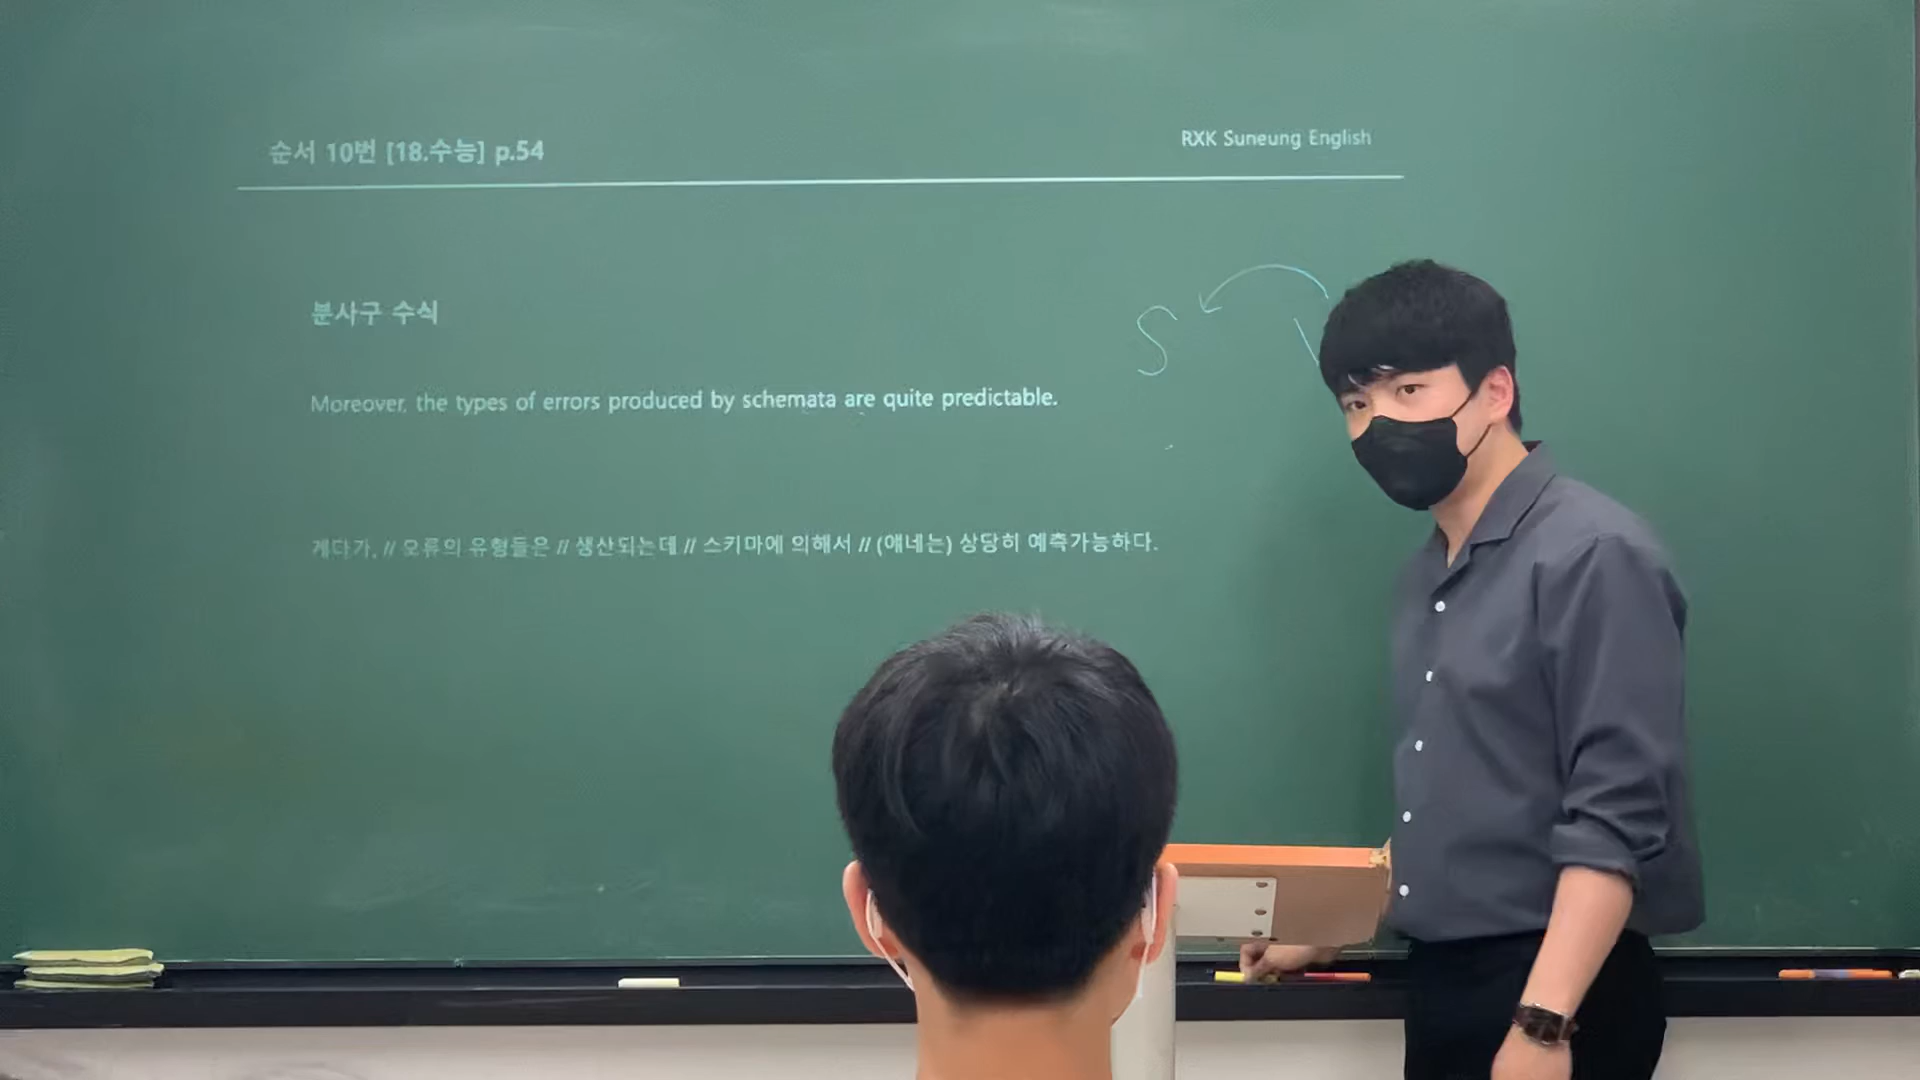 순서 10번 [18.수능] p.54
RXK Suneung English
분사구 수식
S
Moreover, the types of errors produced by schemata are quite predictable.
게다가, // 오류의 유형들은 // 생산되는데 // 스키마에 의해서 // (얘네는) 상당히 예측가능하다.